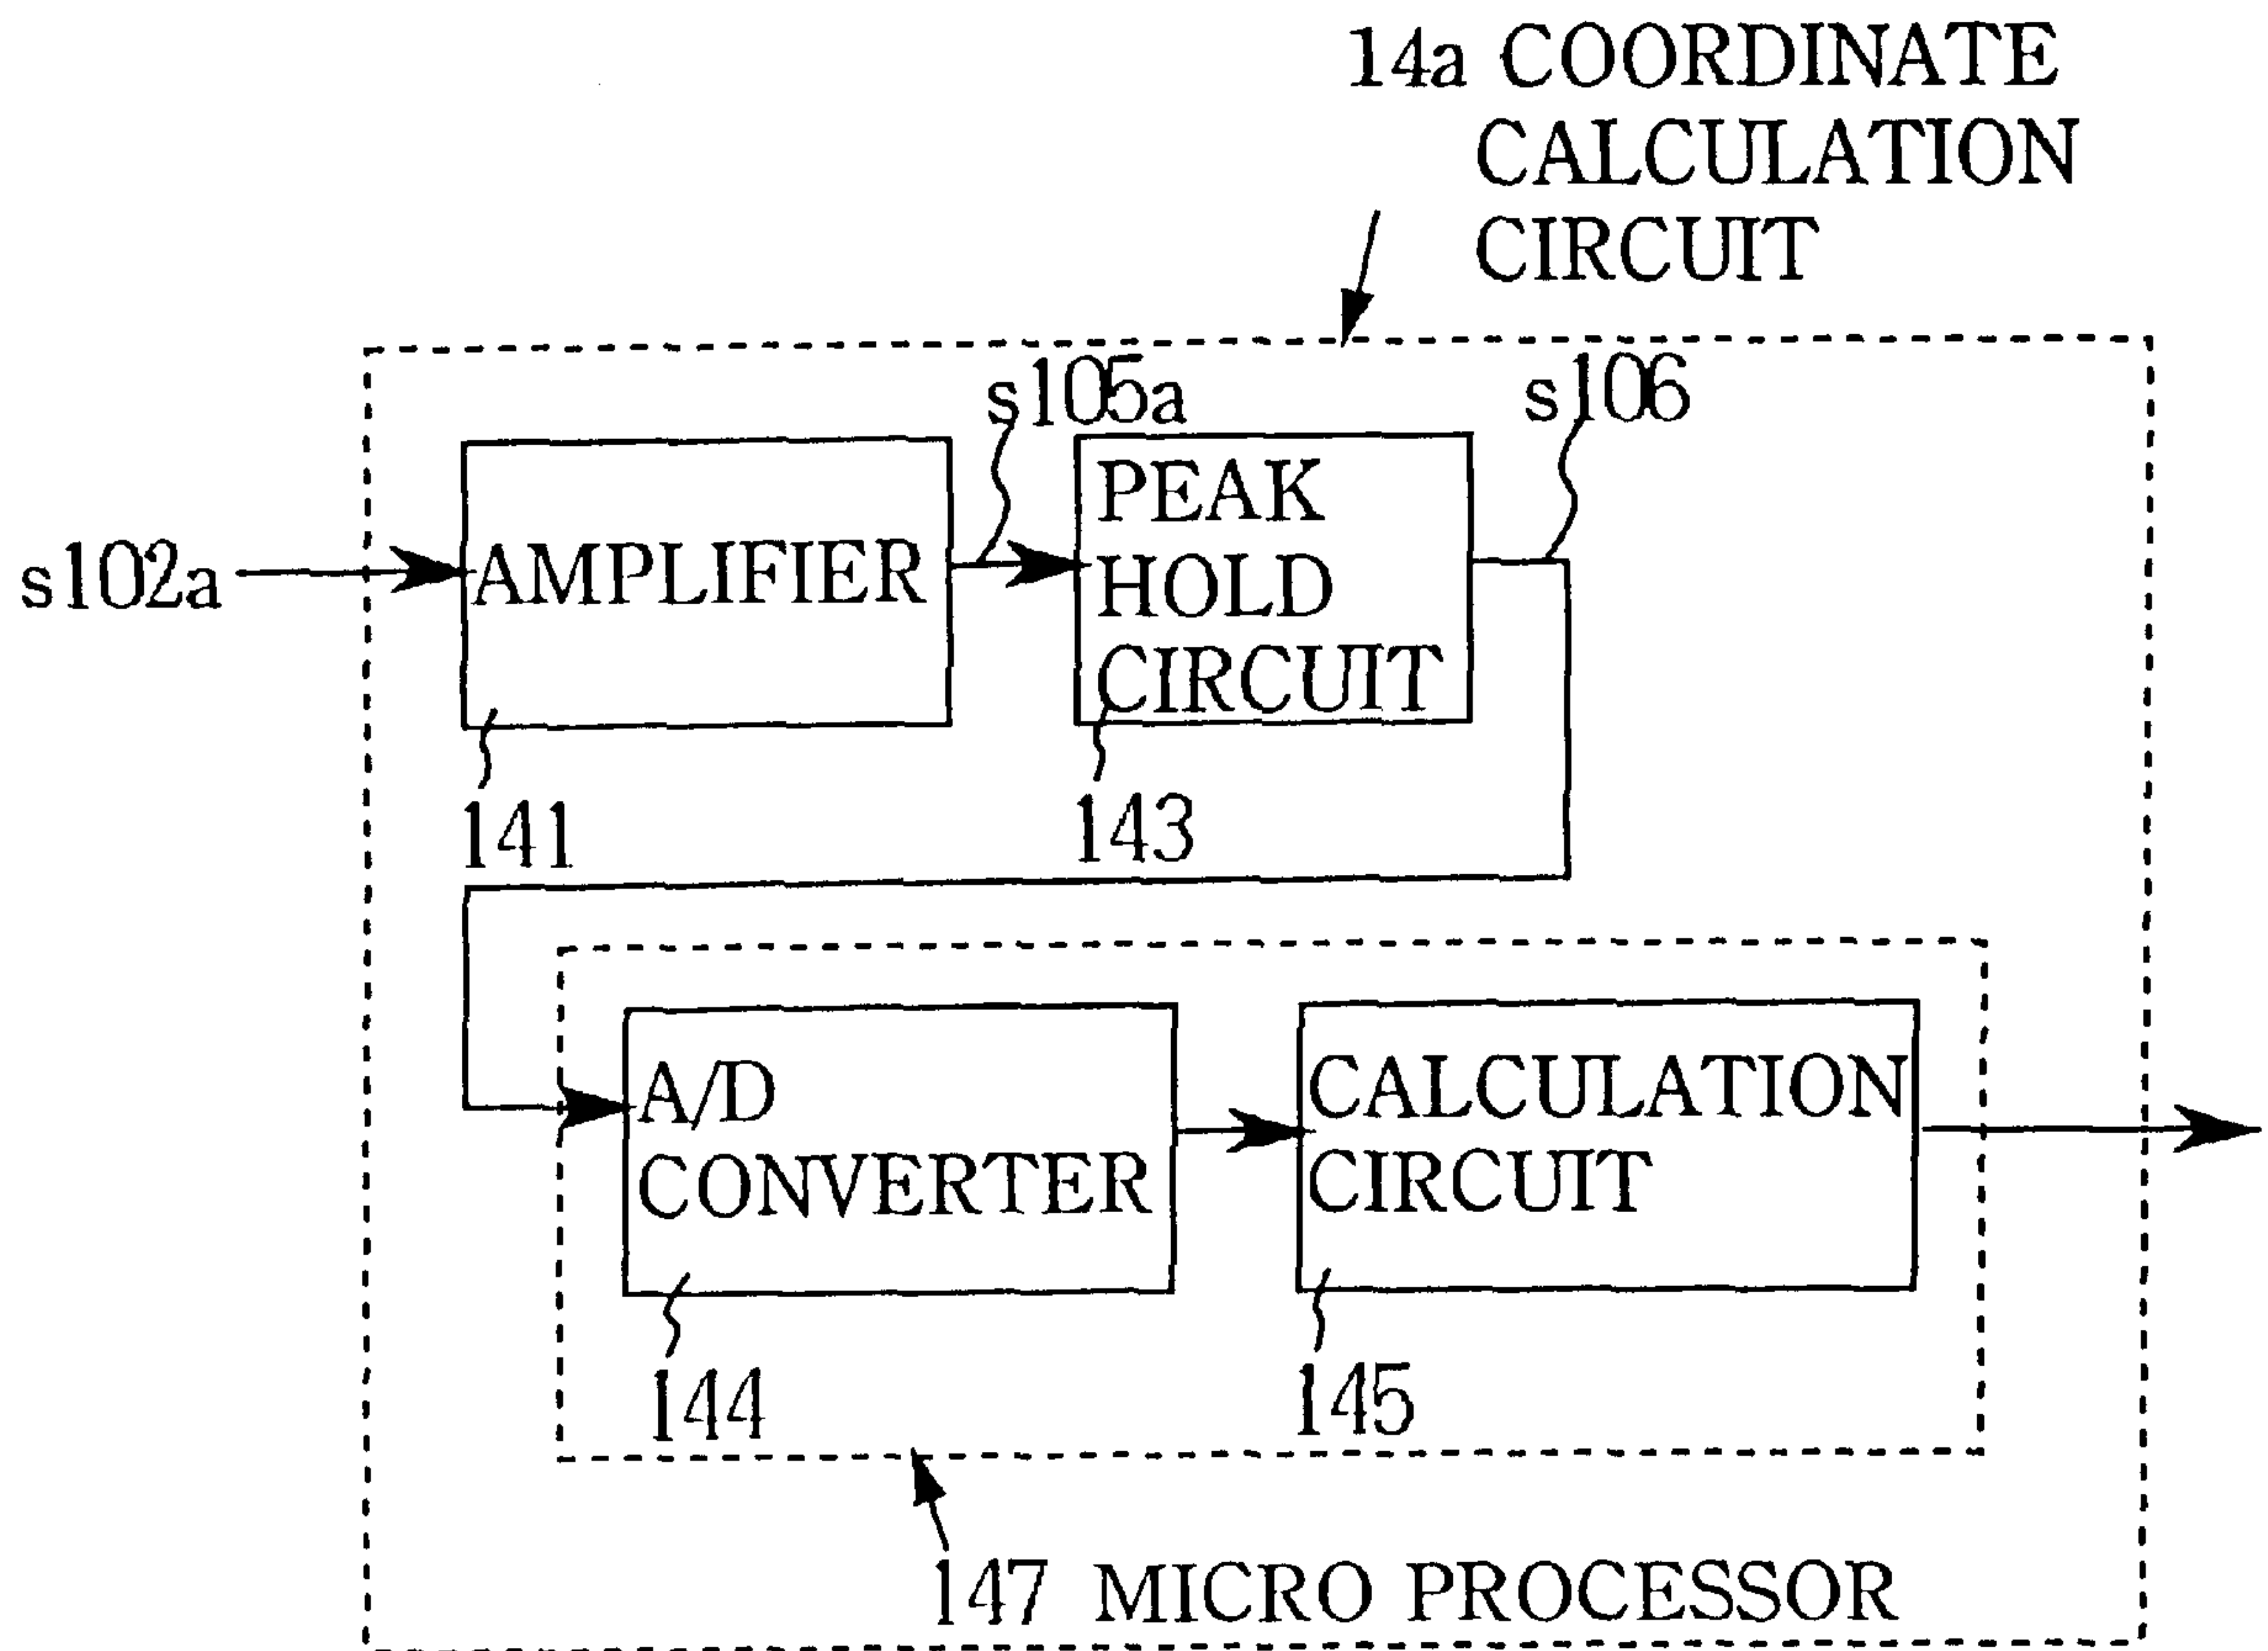 14a COORDINATE
CALCULATION
CIRCUIT
s105a
s106
s102a
AMPLIFIER
PEAK
HOLD
CIRCUIT
141
143
A/D
CONVERTER
CALCULATION
CIRCUIT
144
145
147 MICRO PROCESSOR